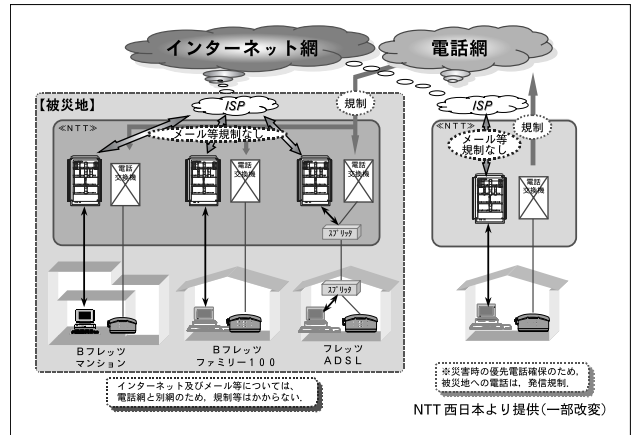 インターネット網
電話網
【被災地】
ISP
規制
ISP
≪NTT≫
メール等規制なし
≪NTT≫
メール等
規制なし
規制
電話
交換機
電話
交換機
電話
交換機
電話
交換機
スプリッタ
スプリッタ
Bフレッツ
マンション
Bフレッツ
ファミリー100
フレッツ
ADSL
インターネット及びメール等については、
電話網と別網のため、規制等はかからない.
※災害時の優先電話確保のため,
被災地への電話は,発信規制.
NTT西日本より提供(一部改変)